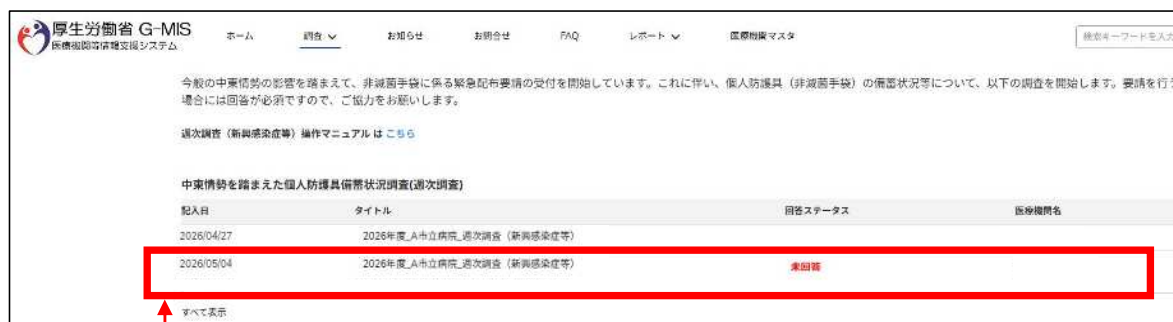 厚生労働省 G-MIS
医療機関等情報支援システム
ホーム 調査 お知らせ お問合せ FAQ レポート 医療機関マスタ 検索キーワードを入力
今般の中東情勢の影響を踏まえて、非滅菌手袋に係る緊急配布要請の受付を開始しています。これに伴い、個人防護具（非滅菌手袋）の備蓄状況等について、以下の調査を開始します。要請を行う
場合には回答が必須ですので、ご協力をお願いします。
週次調査（新興感染症等）操作マニュアル は こちら
中東情勢を踏まえた個人防護具備蓄状況調査(週次調査)
記入日 タイトル 回答ステータス 医療機関名
2026/04/27 2026年度_A市立病院_週次調査（新興感染症等）
2026/05/04 2026年度_A市立病院_週次調査（新興感染症等） 未回答
すべて表示